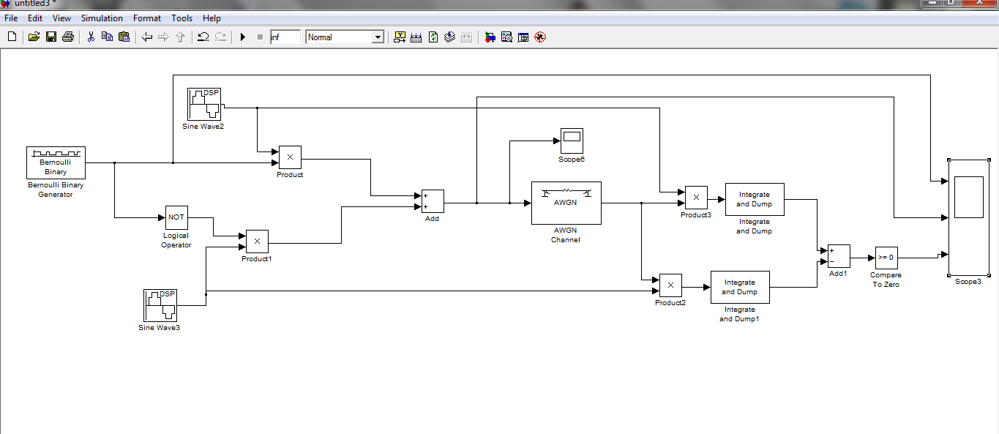 untitled3 *
File Edit View Simulation Format Tools Help
inf Normal
DSP
Sine Wave2
Bernoulli
Binary
Bernoulli Binary
Generator
×
Product
Scope6
NOT
Logical
Operator
×
Product1
+
+
Add
AWGN
AWGN
Channel
×
Product3
Integrate
and Dump
Integrate
and Dump
DSP
Sine Wave3
×
Product2
Integrate
and Dump
Integrate
and Dump1
+
−
Add1
>= 0
Compare
To Zero
Scope3